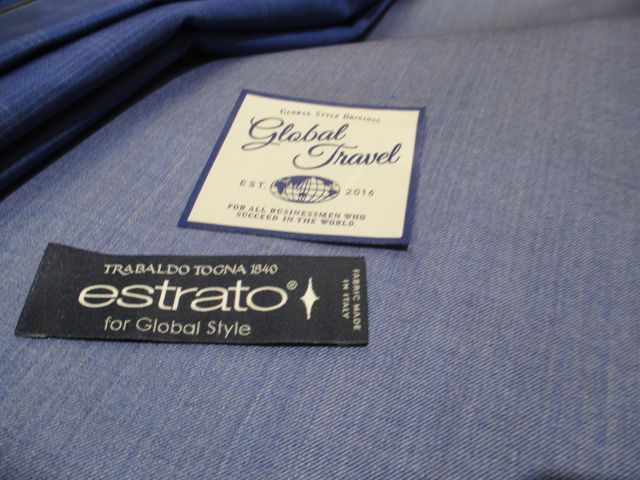 GLOBAL STYLE ORIGINAL
Global
Travel
EST. 2016
FOR ALL BUSINESSMEN WHO
SUCCEED IN THE WORLD.
TRABALDO TOGNA 1840
estrato®
for Global Style
FABRIC MADE
IN ITALY